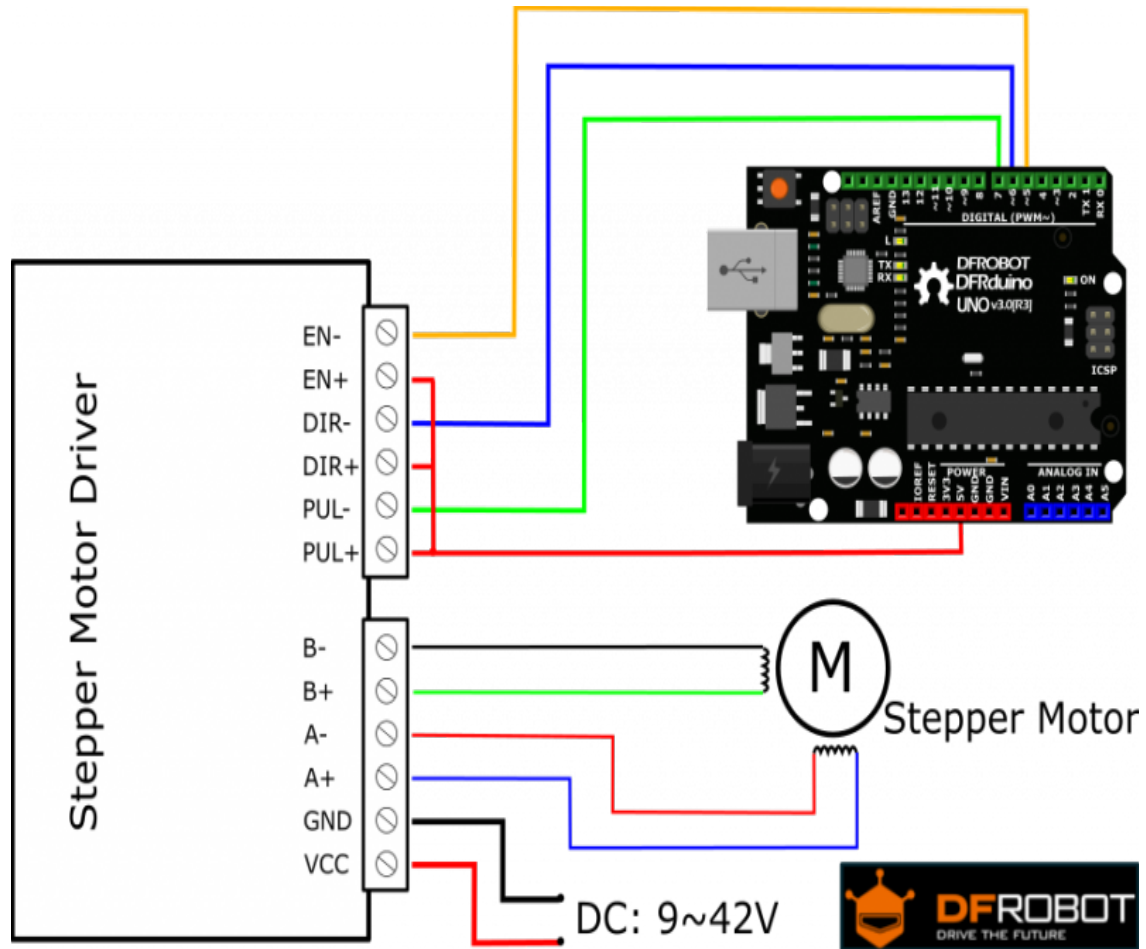 Stepper Motor Driver
EN-
EN+
DIR-
DIR+
PUL-
PUL+
B-
B+
A-
A+
GND
VCC
AREF
GND
13
12
~11
~10
~9
8
7
~6
~5
4
~3
2
TX 1
RX 0
DIGITAL (PWM~)
L
TX
RX
DFROBOT
DFRduino
UNO v3.0[R3]
ON
ICSP
POWER
ANALOG IN
IOREF
RESET
3V3
5V
GND
GND
VIN
A0
A1
A2
A3
A4
A5
M
Stepper Motor
DC: 9~42V
DFROBOT
DRIVE THE FUTURE